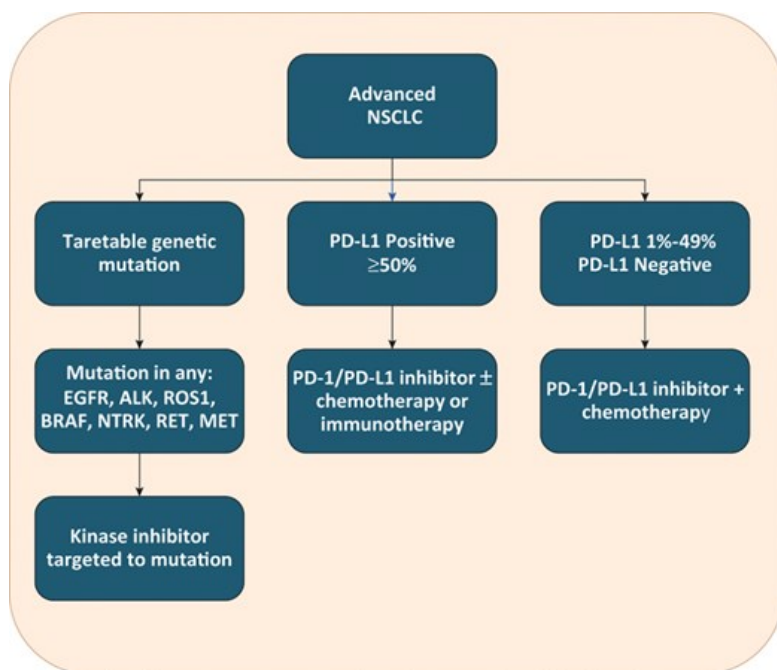 Advanced
NSCLC
Taretable genetic
mutation
PD-L1 Positive
≥50%
PD-L1 1%-49%
PD-L1 Negative
Mutation in any:
EGFR, ALK, ROS1,
BRAF, NTRK, RET, MET
PD-1/PD-L1 inhibitor ±
chemotherapy or
immunotherapy
PD-1/PD-L1 inhibitor +
chemotherapy
Kinase inhibitor
targeted to mutation